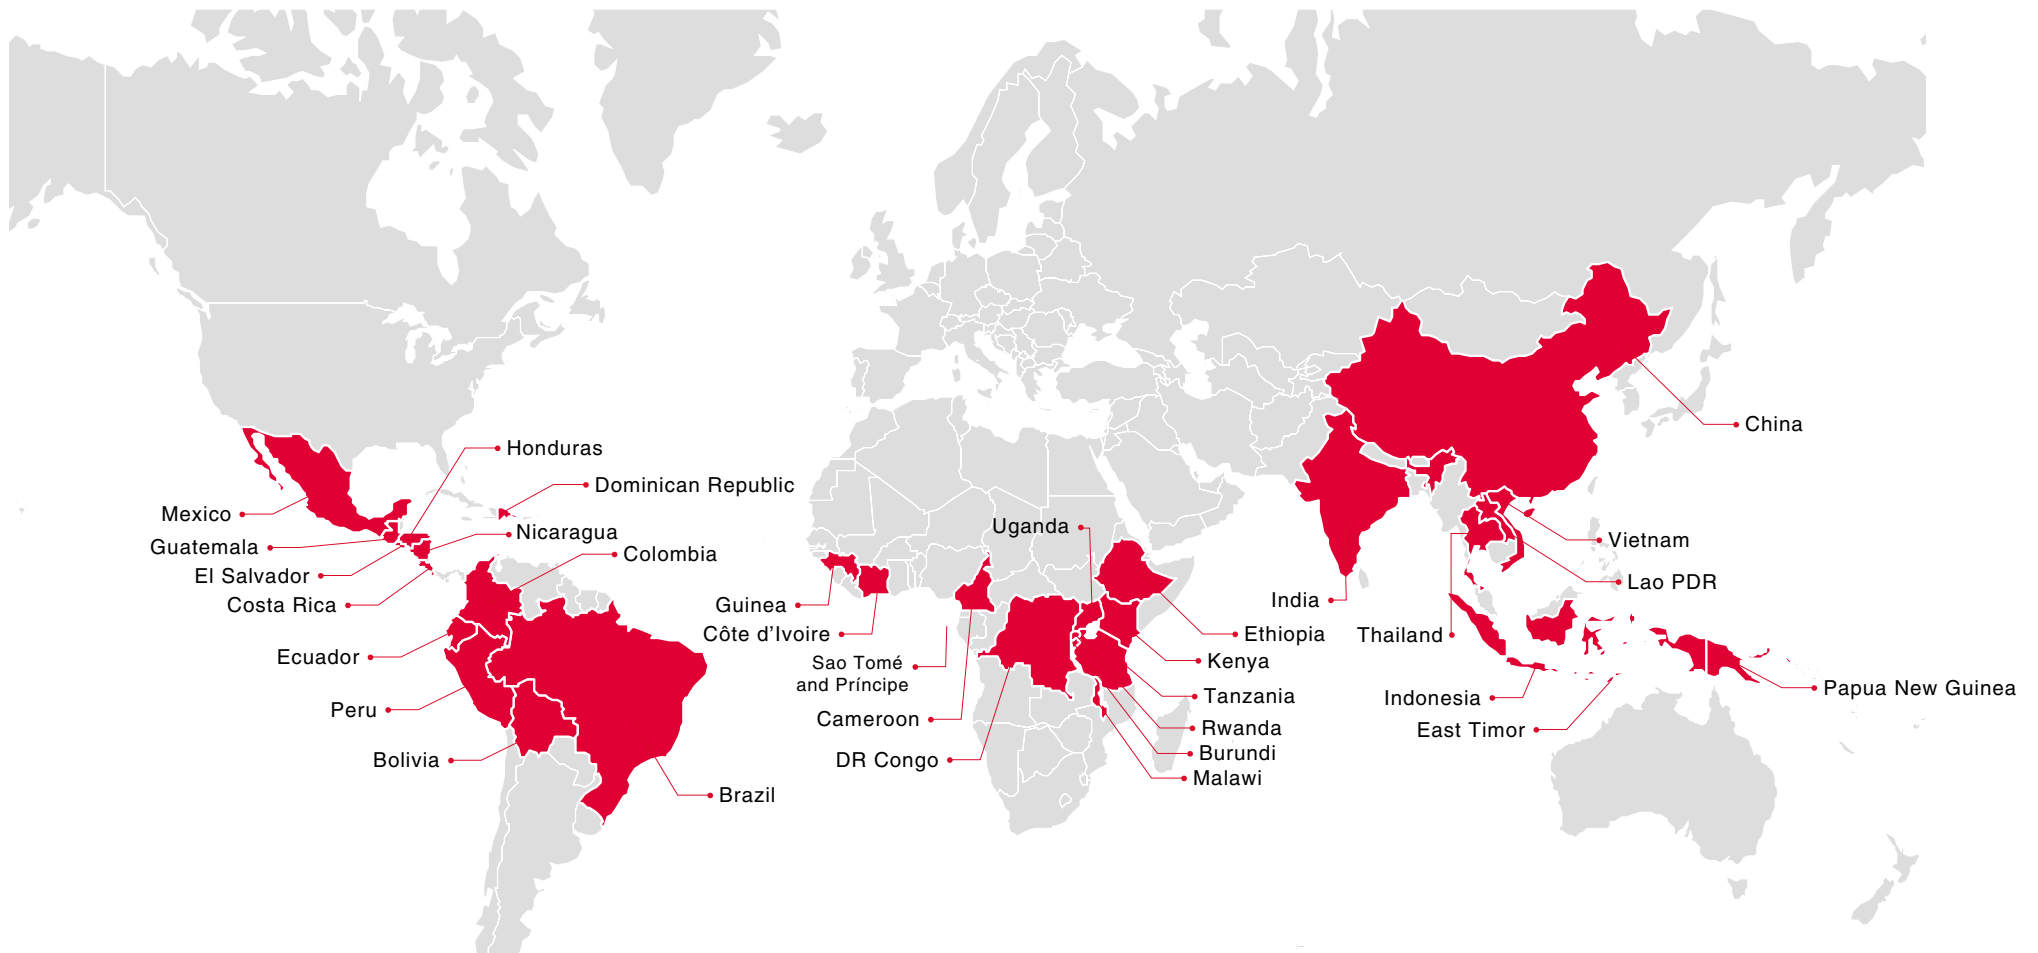 Honduras
Dominican Republic
Mexico
Nicaragua
Guatemala
Colombia
El Salvador
Costa Rica
Ecuador
Peru
Bolivia
Brazil
Uganda
Guinea
Côte d’Ivoire
Sao Tomé
and Príncipe
Cameroon
DR Congo
Ethiopia
Kenya
Tanzania
Rwanda
Burundi
Malawi
China
Vietnam
Lao PDR
India
Thailand
Indonesia
East Timor
Papua New Guinea